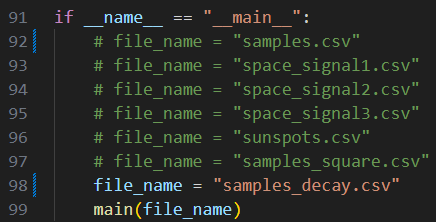 91 if __name__ == "__main__":
92     # file_name = "samples.csv"
93     # file_name = "space_signal1.csv"
94     # file_name = "space_signal2.csv"
95     # file_name = "space_signal3.csv"
96     # file_name = "sunspots.csv"
97     # file_name = "samples_square.csv"
98     file_name = "samples_decay.csv"
99     main(file_name)